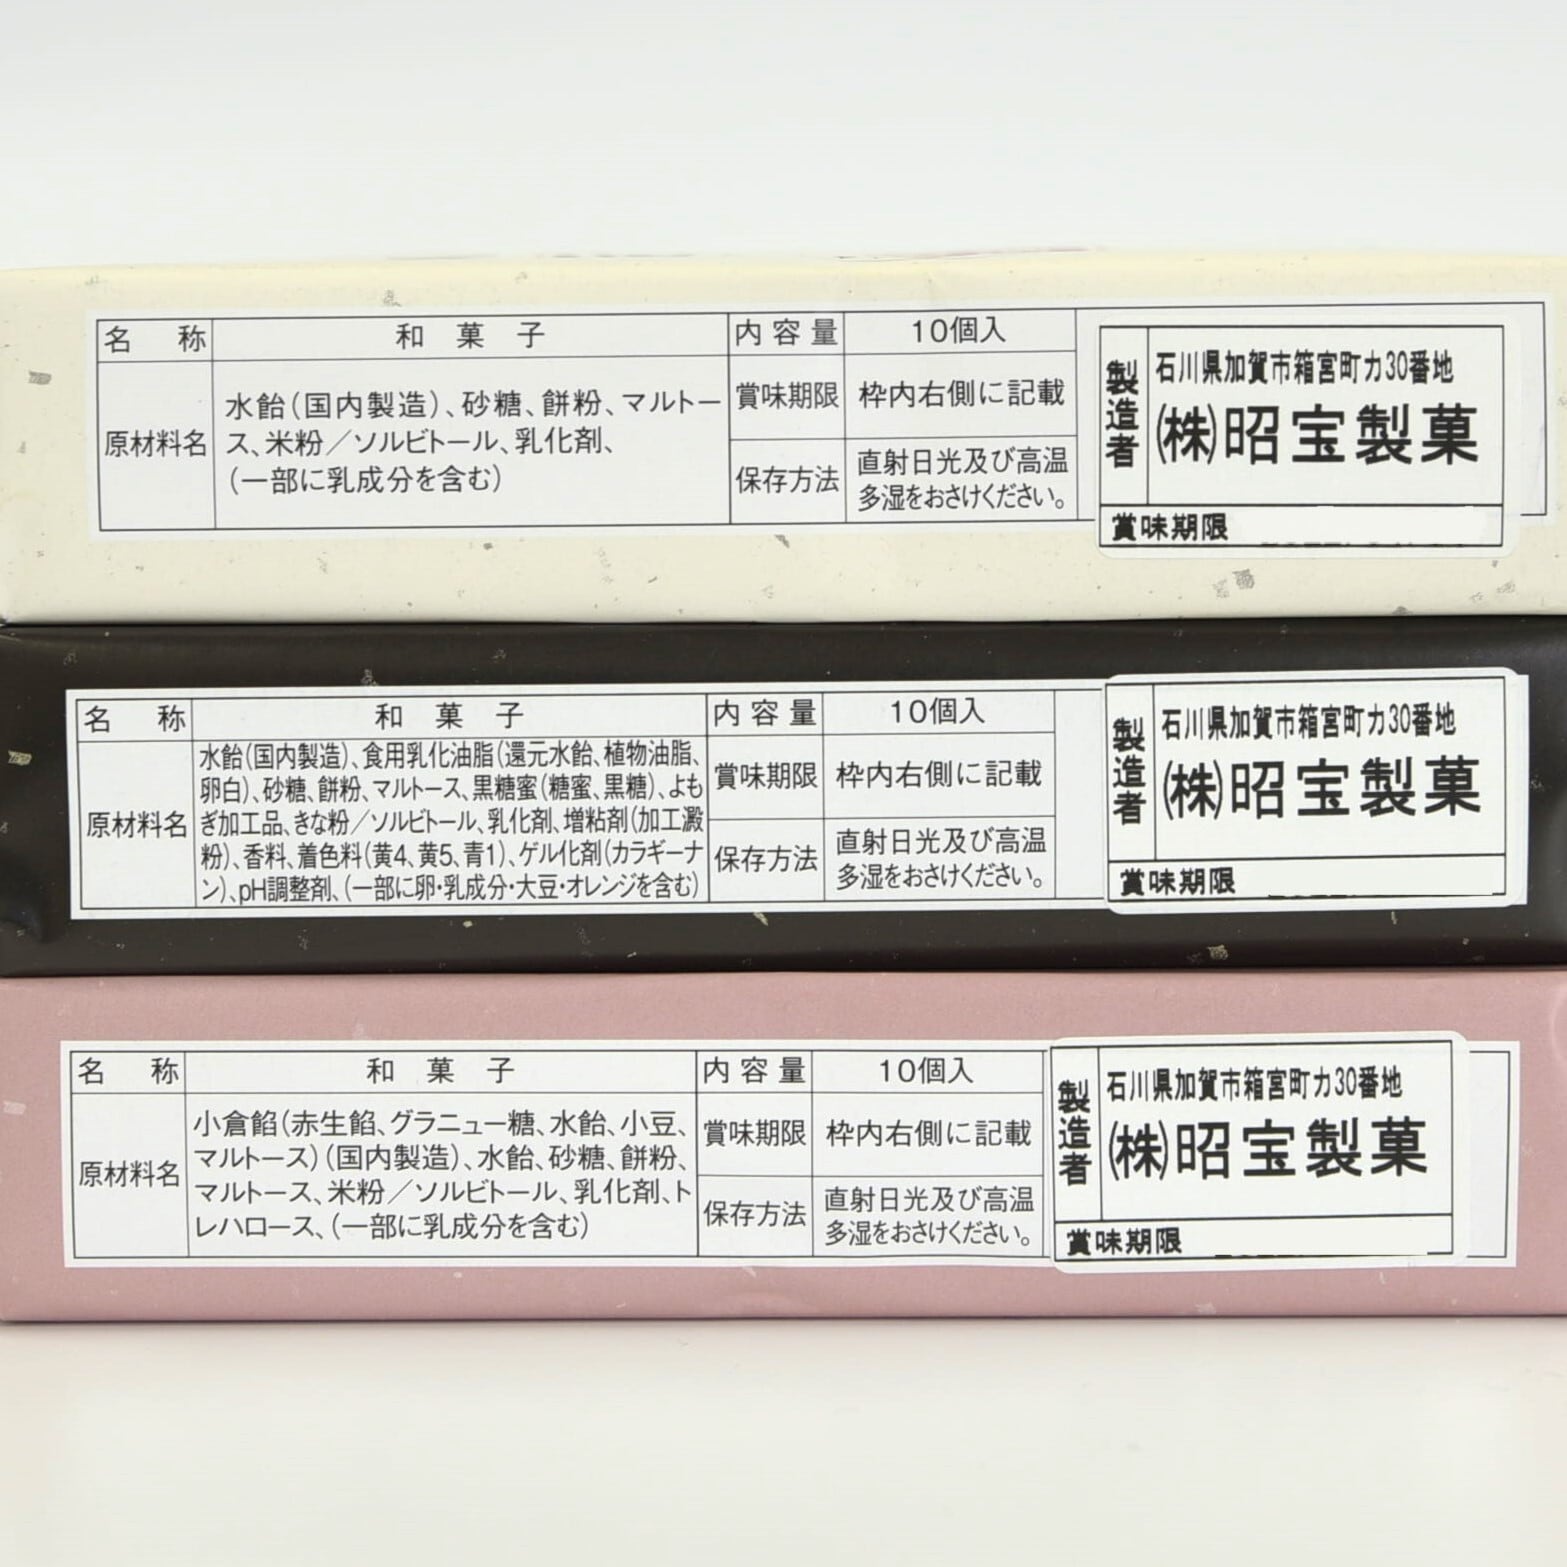 名 称
和 菓 子
内容量
10個入
原材料名
水飴(国内製造)、砂糖、餅粉、マルトー
ス、米粉/ソルビトール、乳化剤、
(一部に乳成分を含む)
賞味期限
枠内右側に記載
保存方法
直射日光及び高温
多湿をおさけください。
製造者
石川県加賀市箱宮町カ30番地
(株)昭宝製菓
賞味期限
名 称
和 菓 子
内容量
10個入
原材料名
水飴(国内製造)、食用乳化油脂(還元水飴、植物油脂、
卵白)、砂糖、餅粉、マルトース、黒糖蜜(糖蜜、黒糖)、よも
ぎ加工品、きな粉/ソルビトール、乳化剤、増粘剤(加工澱
粉)、香料、着色料(黄4、黄5、青1)、ゲル化剤(カラギーナ
ン)、pH調整剤、(一部に卵・乳成分・大豆・オレンジを含む)
賞味期限
枠内右側に記載
保存方法
直射日光及び高温
多湿をおさけください。
製造者
石川県加賀市箱宮町カ30番地
(株)昭宝製菓
賞味期限
名 称
和 菓 子
内容量
10個入
原材料名
小倉餡(赤生餡、グラニュー糖、水飴、小豆、
マルトース)(国内製造)、水飴、砂糖、餅粉、
マルトース、米粉/ソルビトール、乳化剤、ト
レハロース、(一部に乳成分を含む)
賞味期限
枠内右側に記載
保存方法
直射日光及び高温
多湿をおさけください。
製造者
石川県加賀市箱宮町カ30番地
(株)昭宝製菓
賞味期限